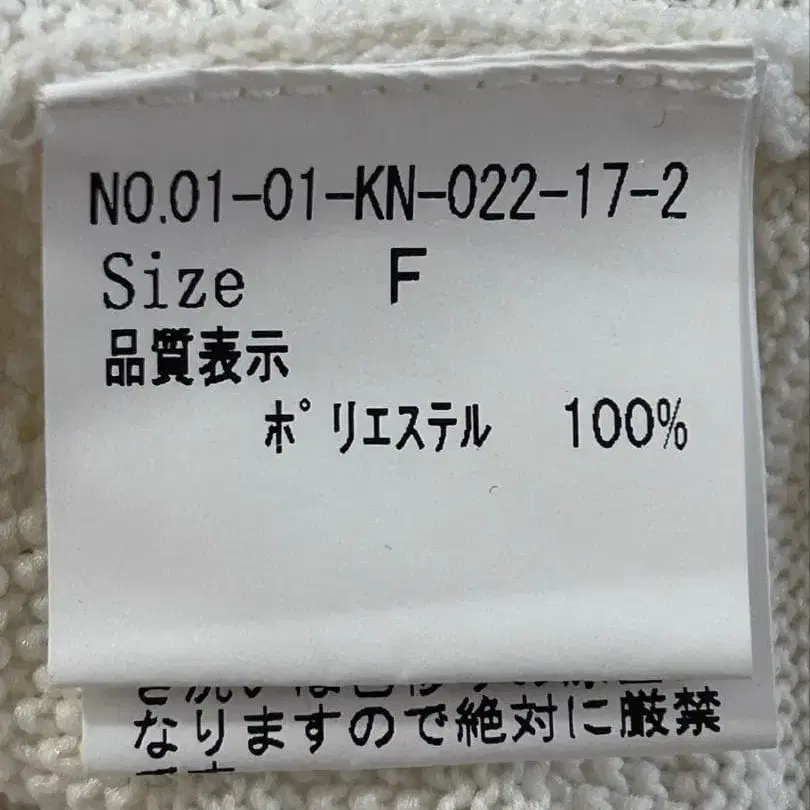 NO.01-01-KN-022-17-2
Size F
品質表示
ポリエステル 100%
なりますので絶対に厳禁